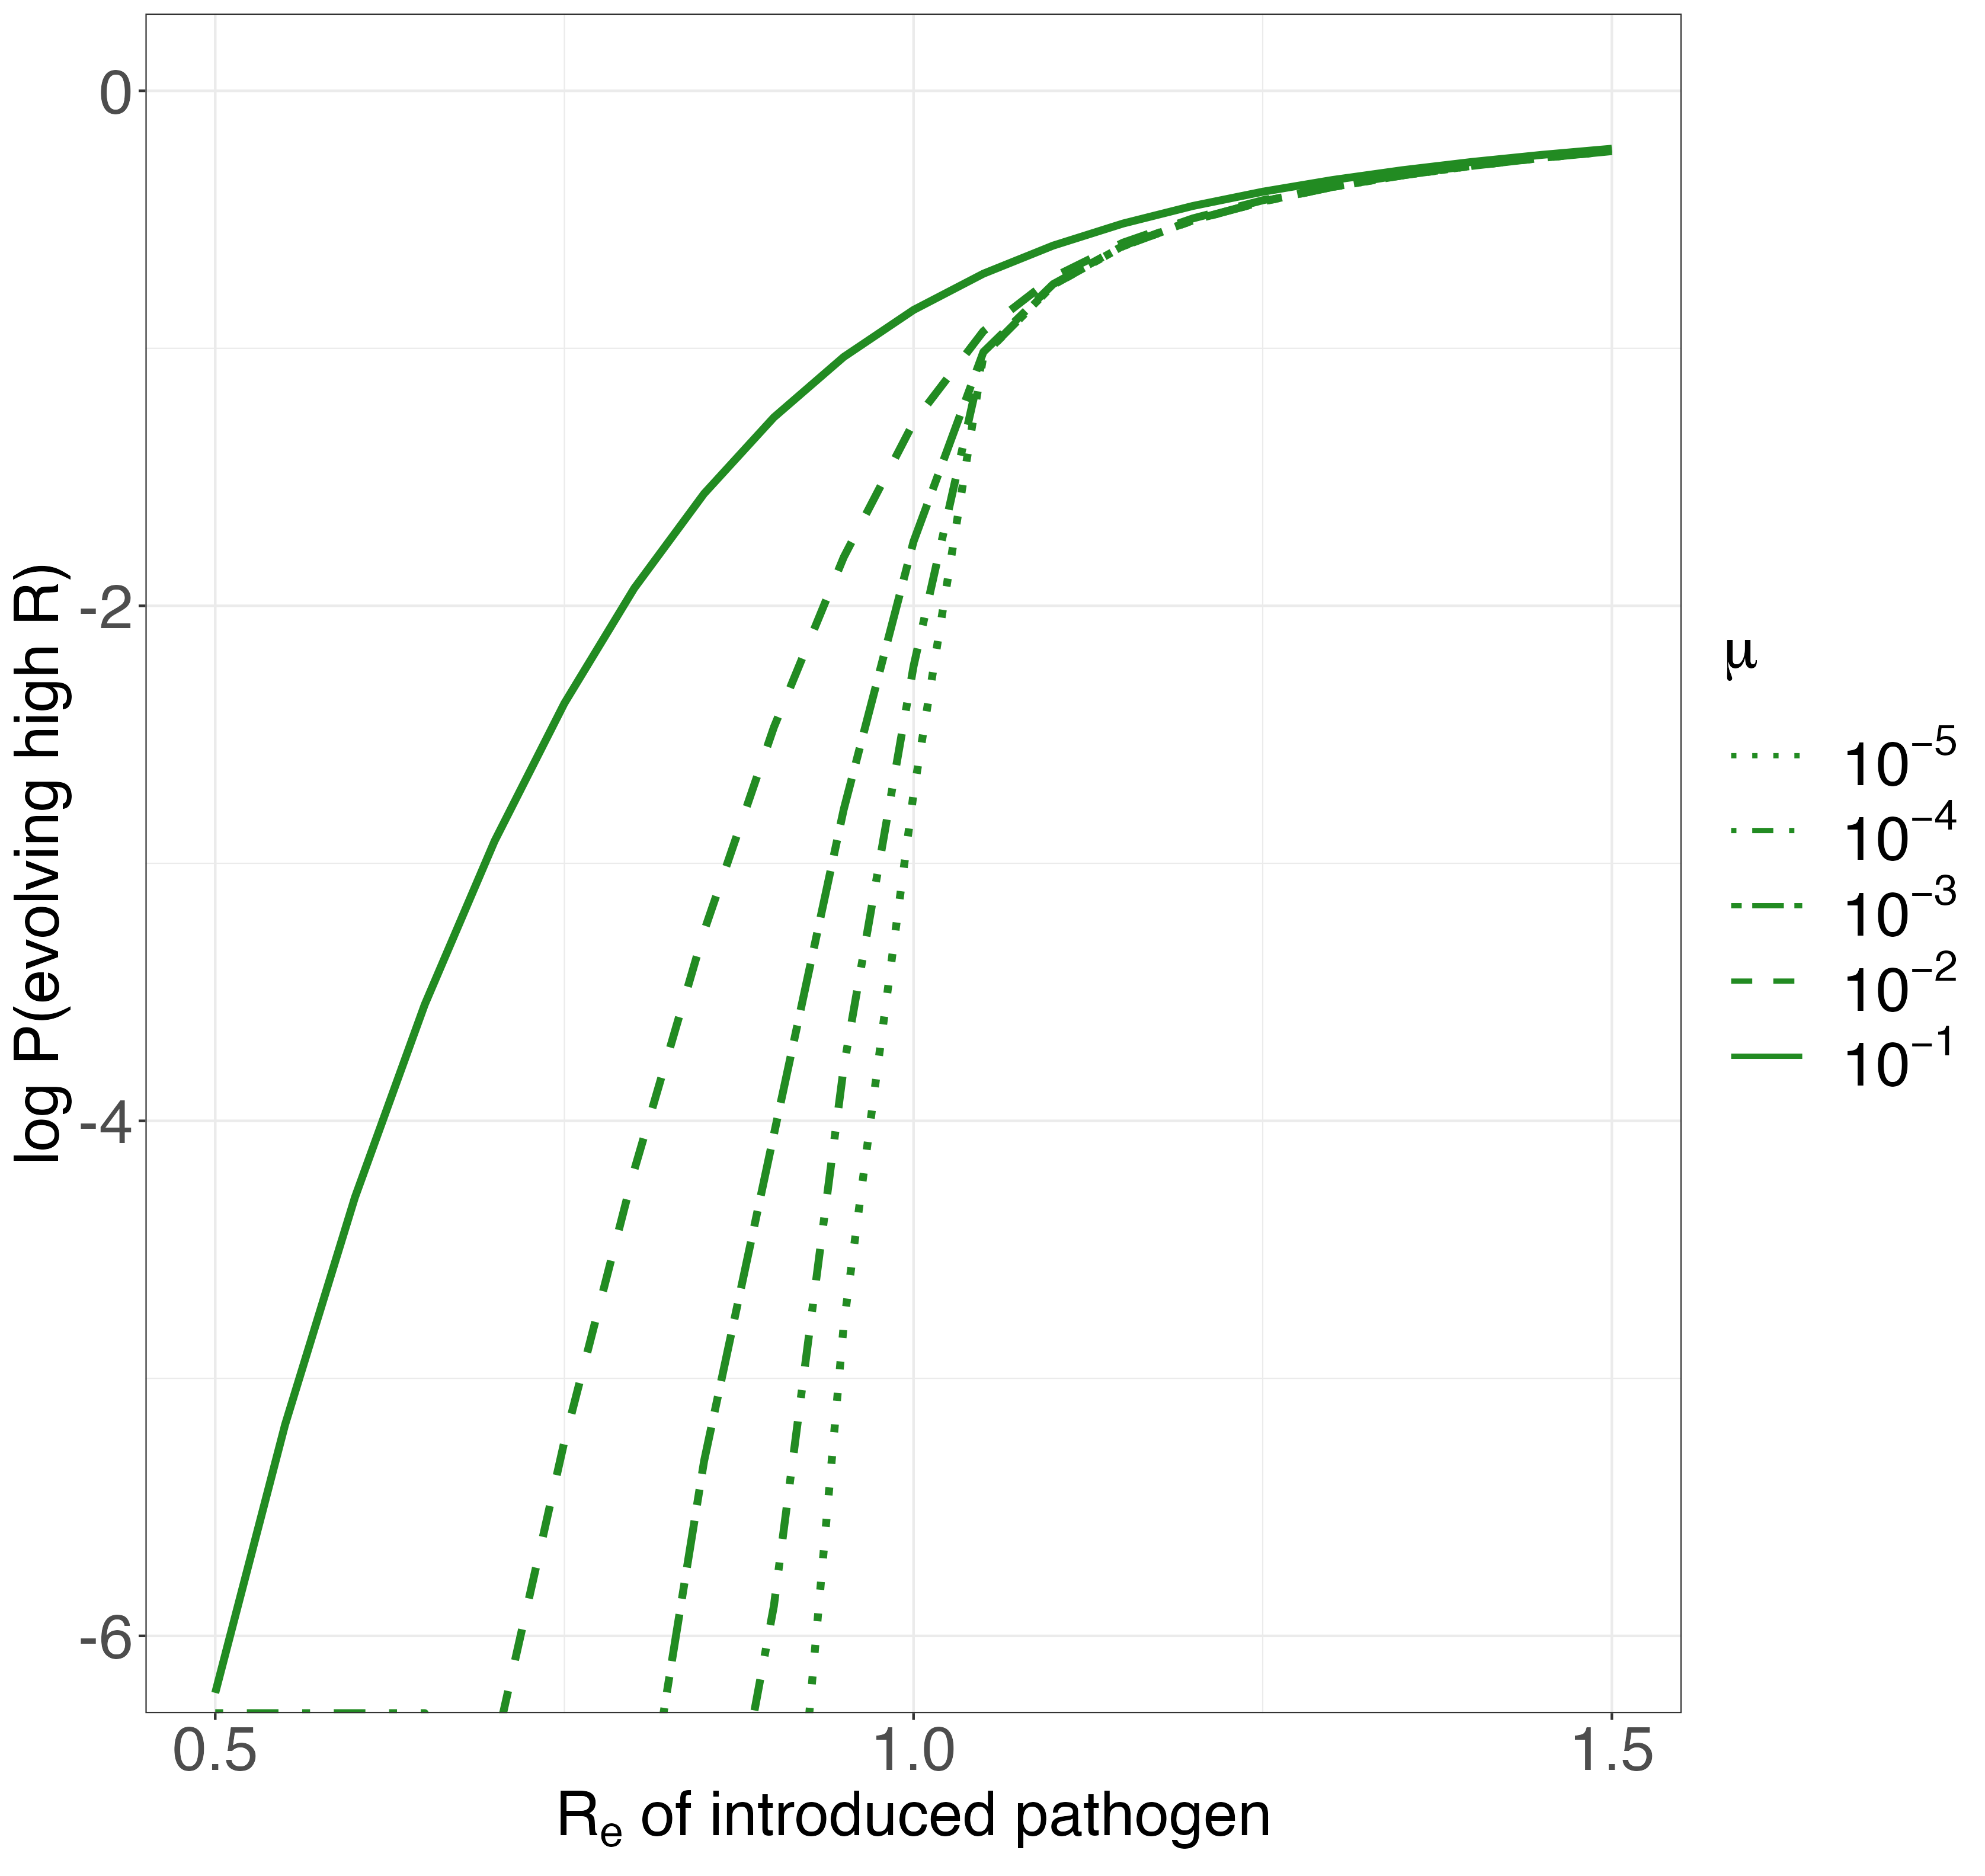 log P(evolving high R)
0
-2
-4
-6
0.5 1.0 1.5
Rₑ of introduced pathogen
μ
10⁻⁵
10⁻⁴
10⁻³
10⁻²
10⁻¹